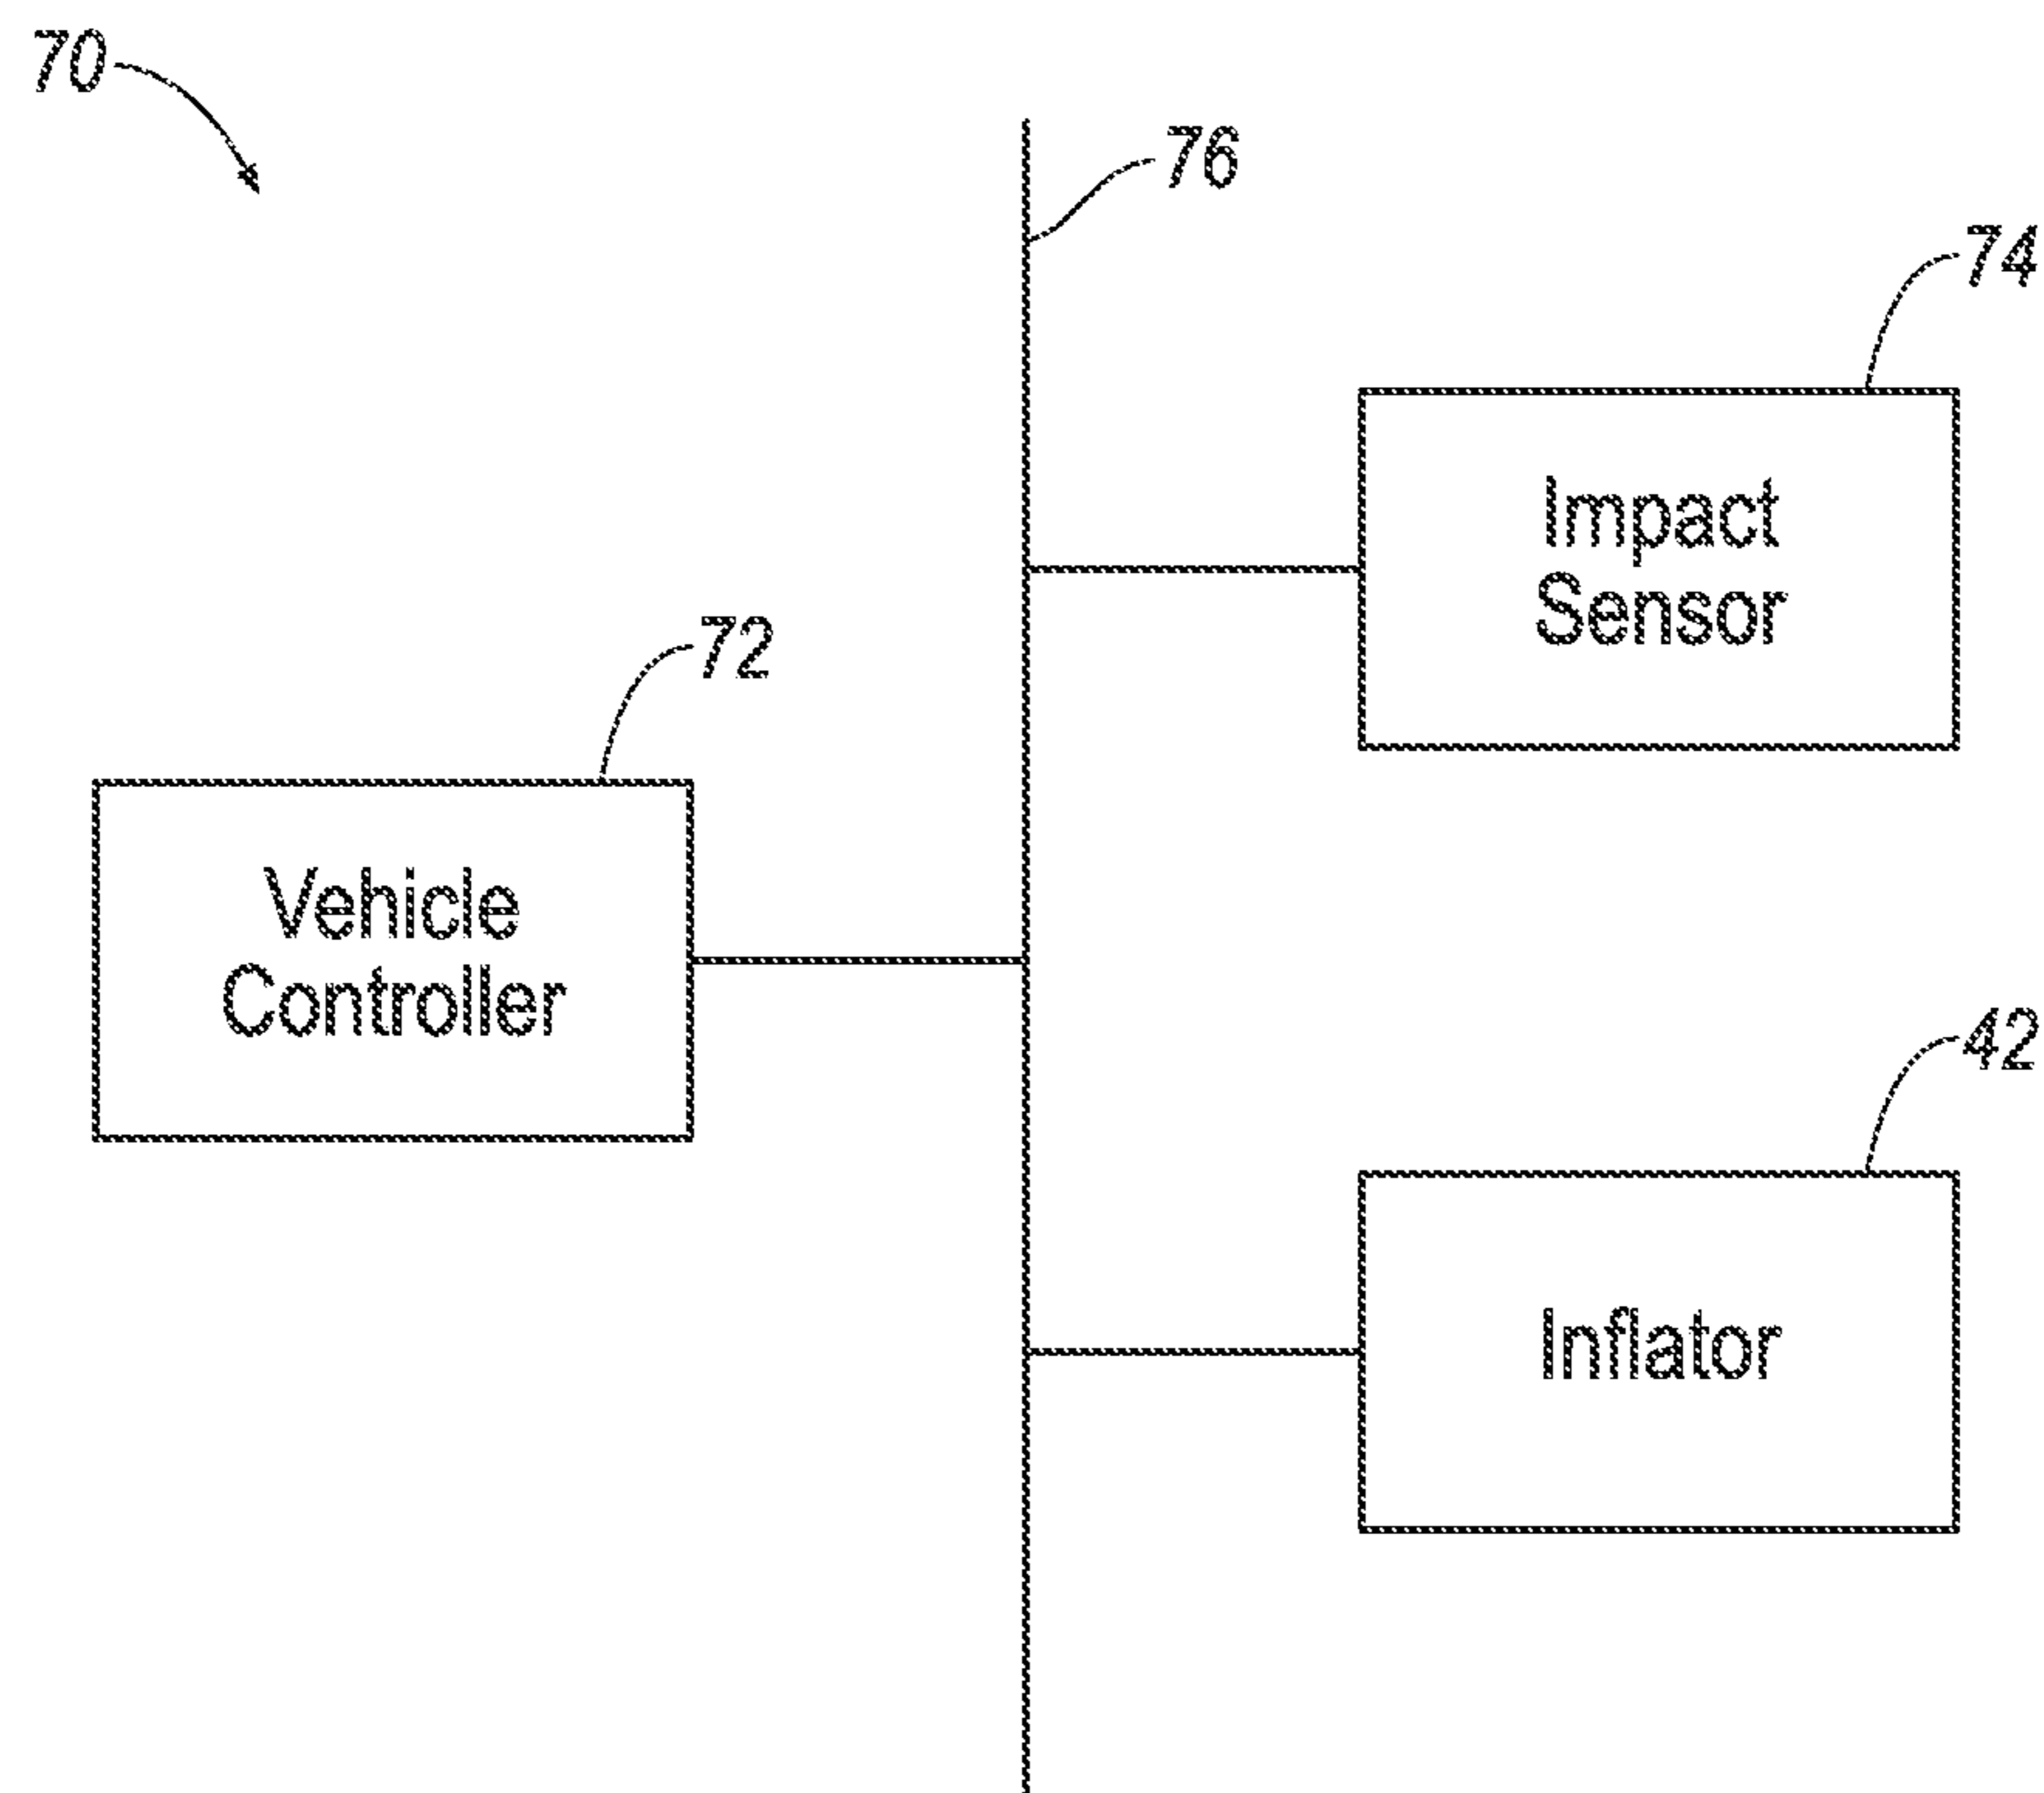 70
76
74
Impact
Sensor
72
Vehicle
Controller
42
Inflator